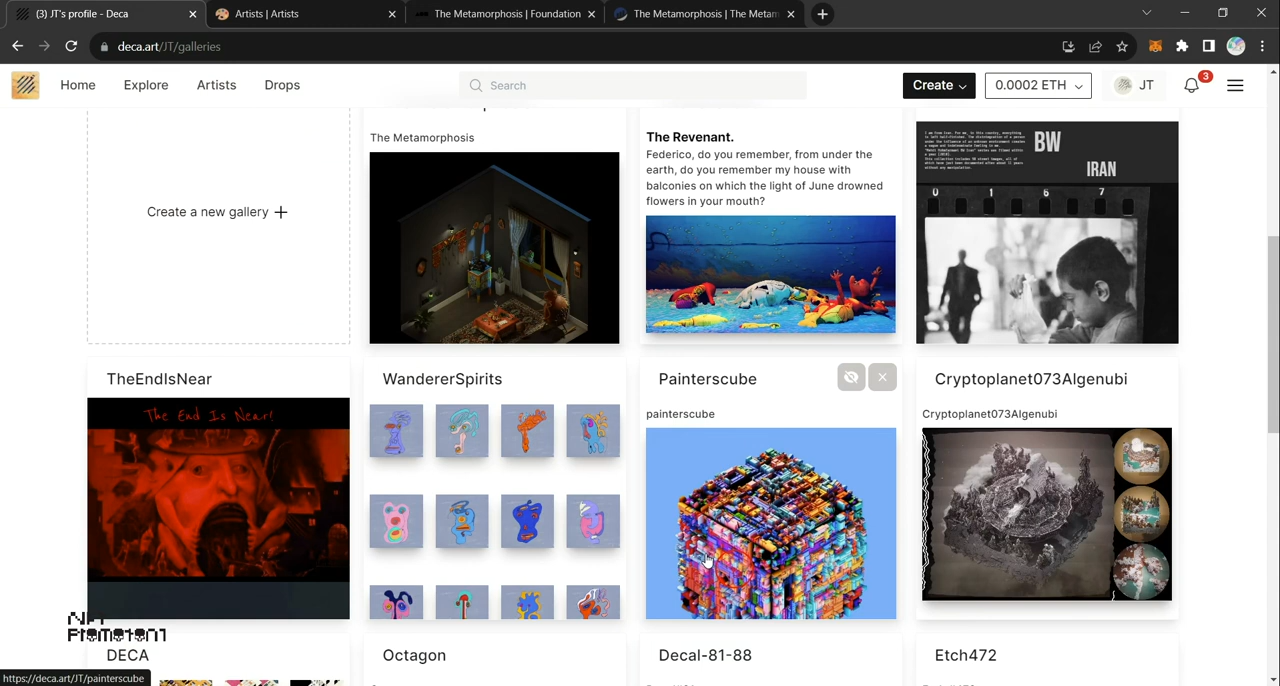 (3) JT's profile - Deca
Artists | Artists
The Metamorphosis | Foundation
The Metamorphosis | The Metam
deca.art/JT/galleries
Home
Explore
Artists
Drops
Search
Create
0.0002 ETH
JT
3
Create a new gallery +
The Metamorphosis
The Revenant.
Federico, do you remember, from under the
earth, do you remember my house with
balconies on which the light of June drowned
flowers in your mouth?
BW
IRAN
0 1 6 7
TheEndIsNear
The End Is Near!
WandererSpirits
Painterscube
painterscube
Cryptoplanet073Algenubi
Cryptoplanet073Algenubi
DECA
Octagon
Decal-81-88
Etch472
https://deca.art/JT/painterscube